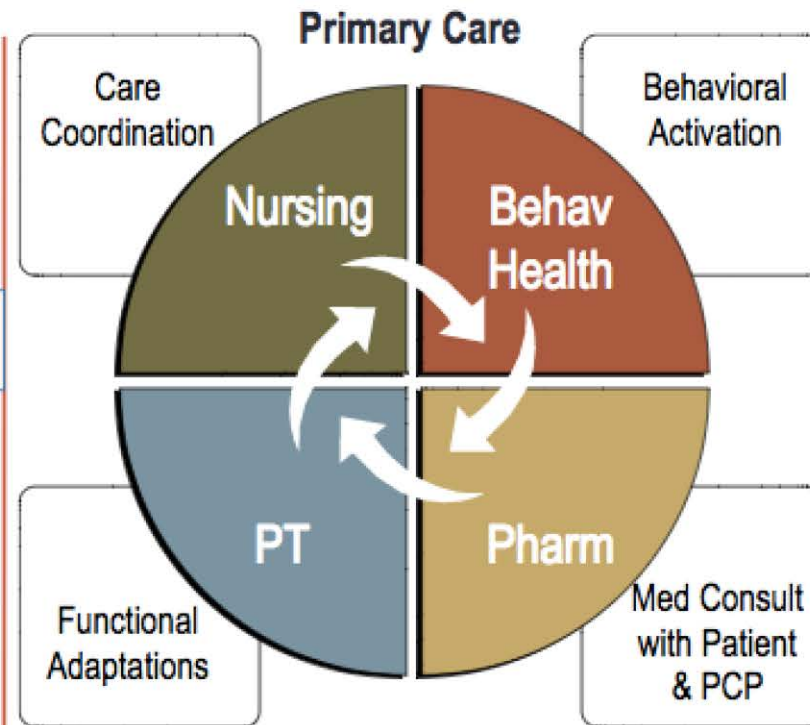 Primary Care
Care
Coordination
Behavioral
Activation
Nursing
Behav
Health
PT
Pharm
Functional
Adaptations
Med Consult
with Patient
& PCP